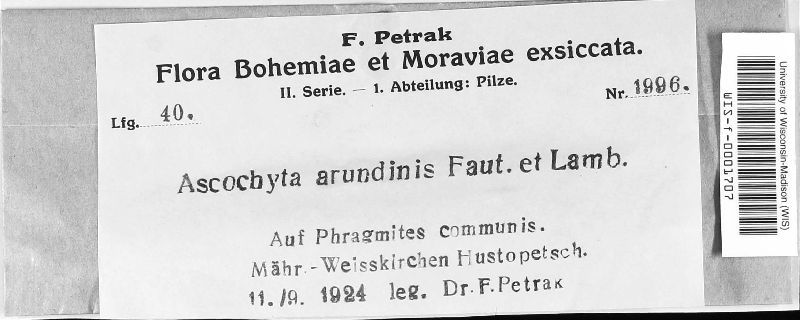 F. Petrak
Flora Bohemiae et Moraviae exsiccata.
II. Serie. — 1. Abteilung: Pilze.
Lfg. 40.
Nr. 1996.
Ascochyta arundinis Faut. et Lamb.
Auf Phragmites communis.
Mähr.-Weisskirchen Hustopetsch.
11./9. 1924 leg. Dr. F. Petrak
University of Wisconsin-Madison (WIS)
WIS-f-0001707